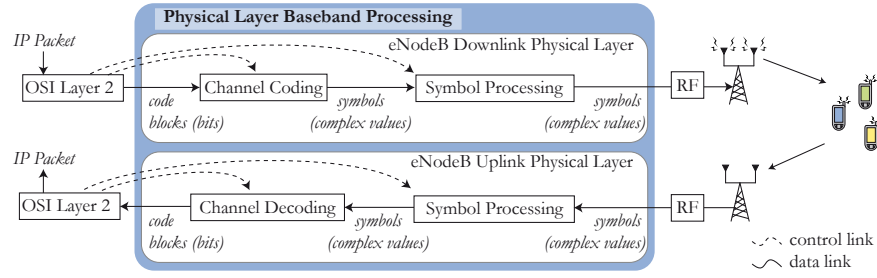 Physical Layer Baseband Processing
IP Packet
eNodeB Downlink Physical Layer
OSI Layer 2
Channel Coding
Symbol Processing
RF
code
blocks (bits)
symbols
(complex values)
symbols
(complex values)
IP Packet
eNodeB Uplink Physical Layer
OSI Layer 2
Channel Decoding
Symbol Processing
RF
code
blocks (bits)
symbols
(complex values)
symbols
(complex values)
control link
data link